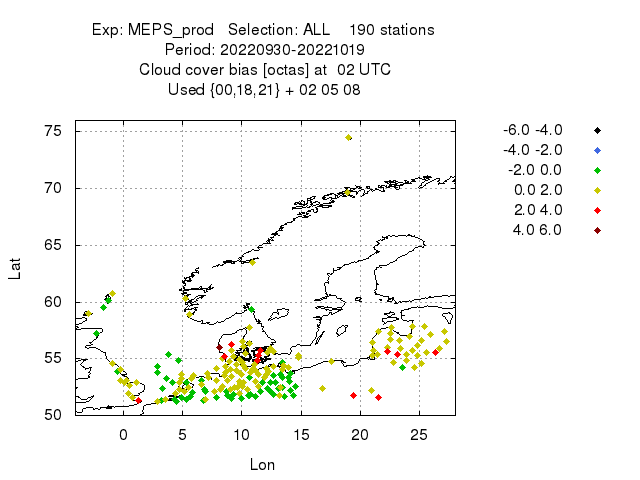 Exp: MEPS_prod   Selection: ALL    190 stations
Period: 20220930-20221019
Cloud cover bias [octas] at  02 UTC
Used {00,18,21} + 02 05 08
-6.0 -4.0
-4.0 -2.0
-2.0 0.0
0.0 2.0
2.0 4.0
4.0 6.0
Lat
75
70
65
60
55
50
0 5 10 15 20 25
Lon